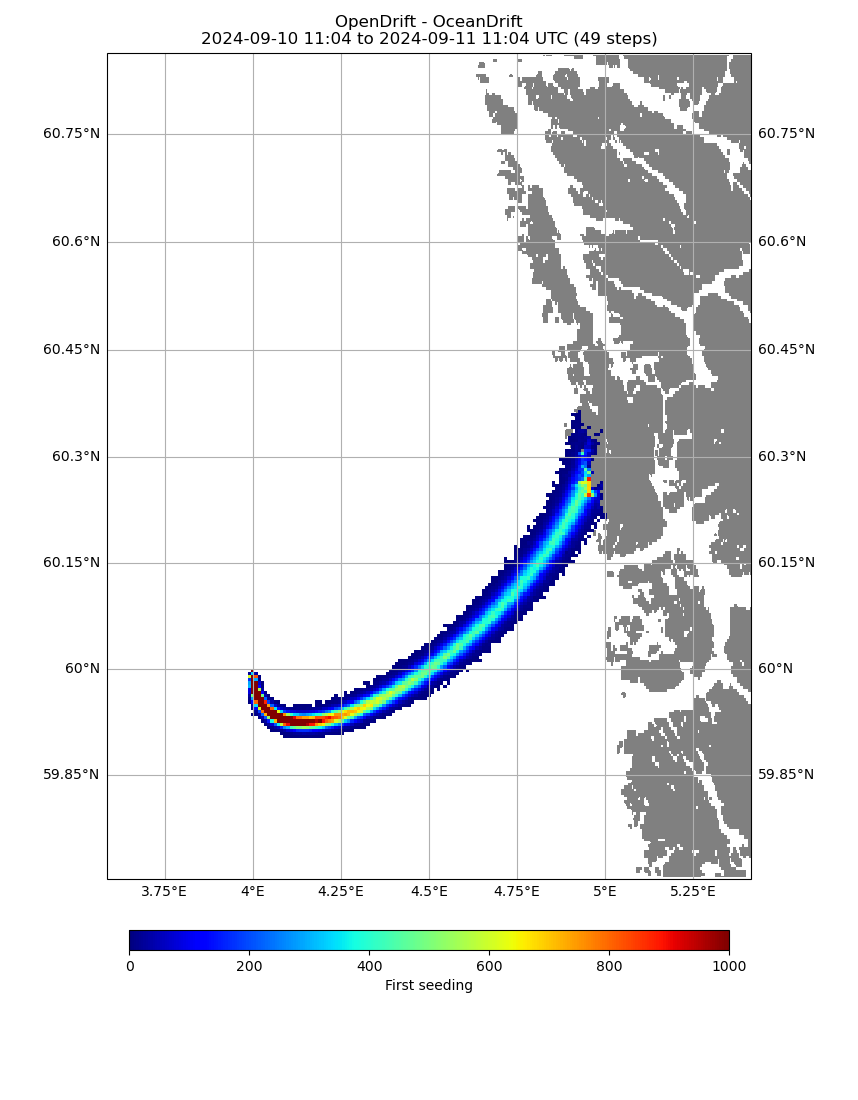 OpenDrift - OceanDrift
2024-09-10 11:04 to 2024-09-11 11:04 UTC (49 steps)
60.75°N 60.75°N
60.6°N 60.6°N
60.45°N 60.45°N
60.3°N 60.3°N
60.15°N 60.15°N
60°N 60°N
59.85°N 59.85°N
3.75°E 4°E 4.25°E 4.5°E 4.75°E 5°E 5.25°E
0 200 400 600 800 1000
First seeding